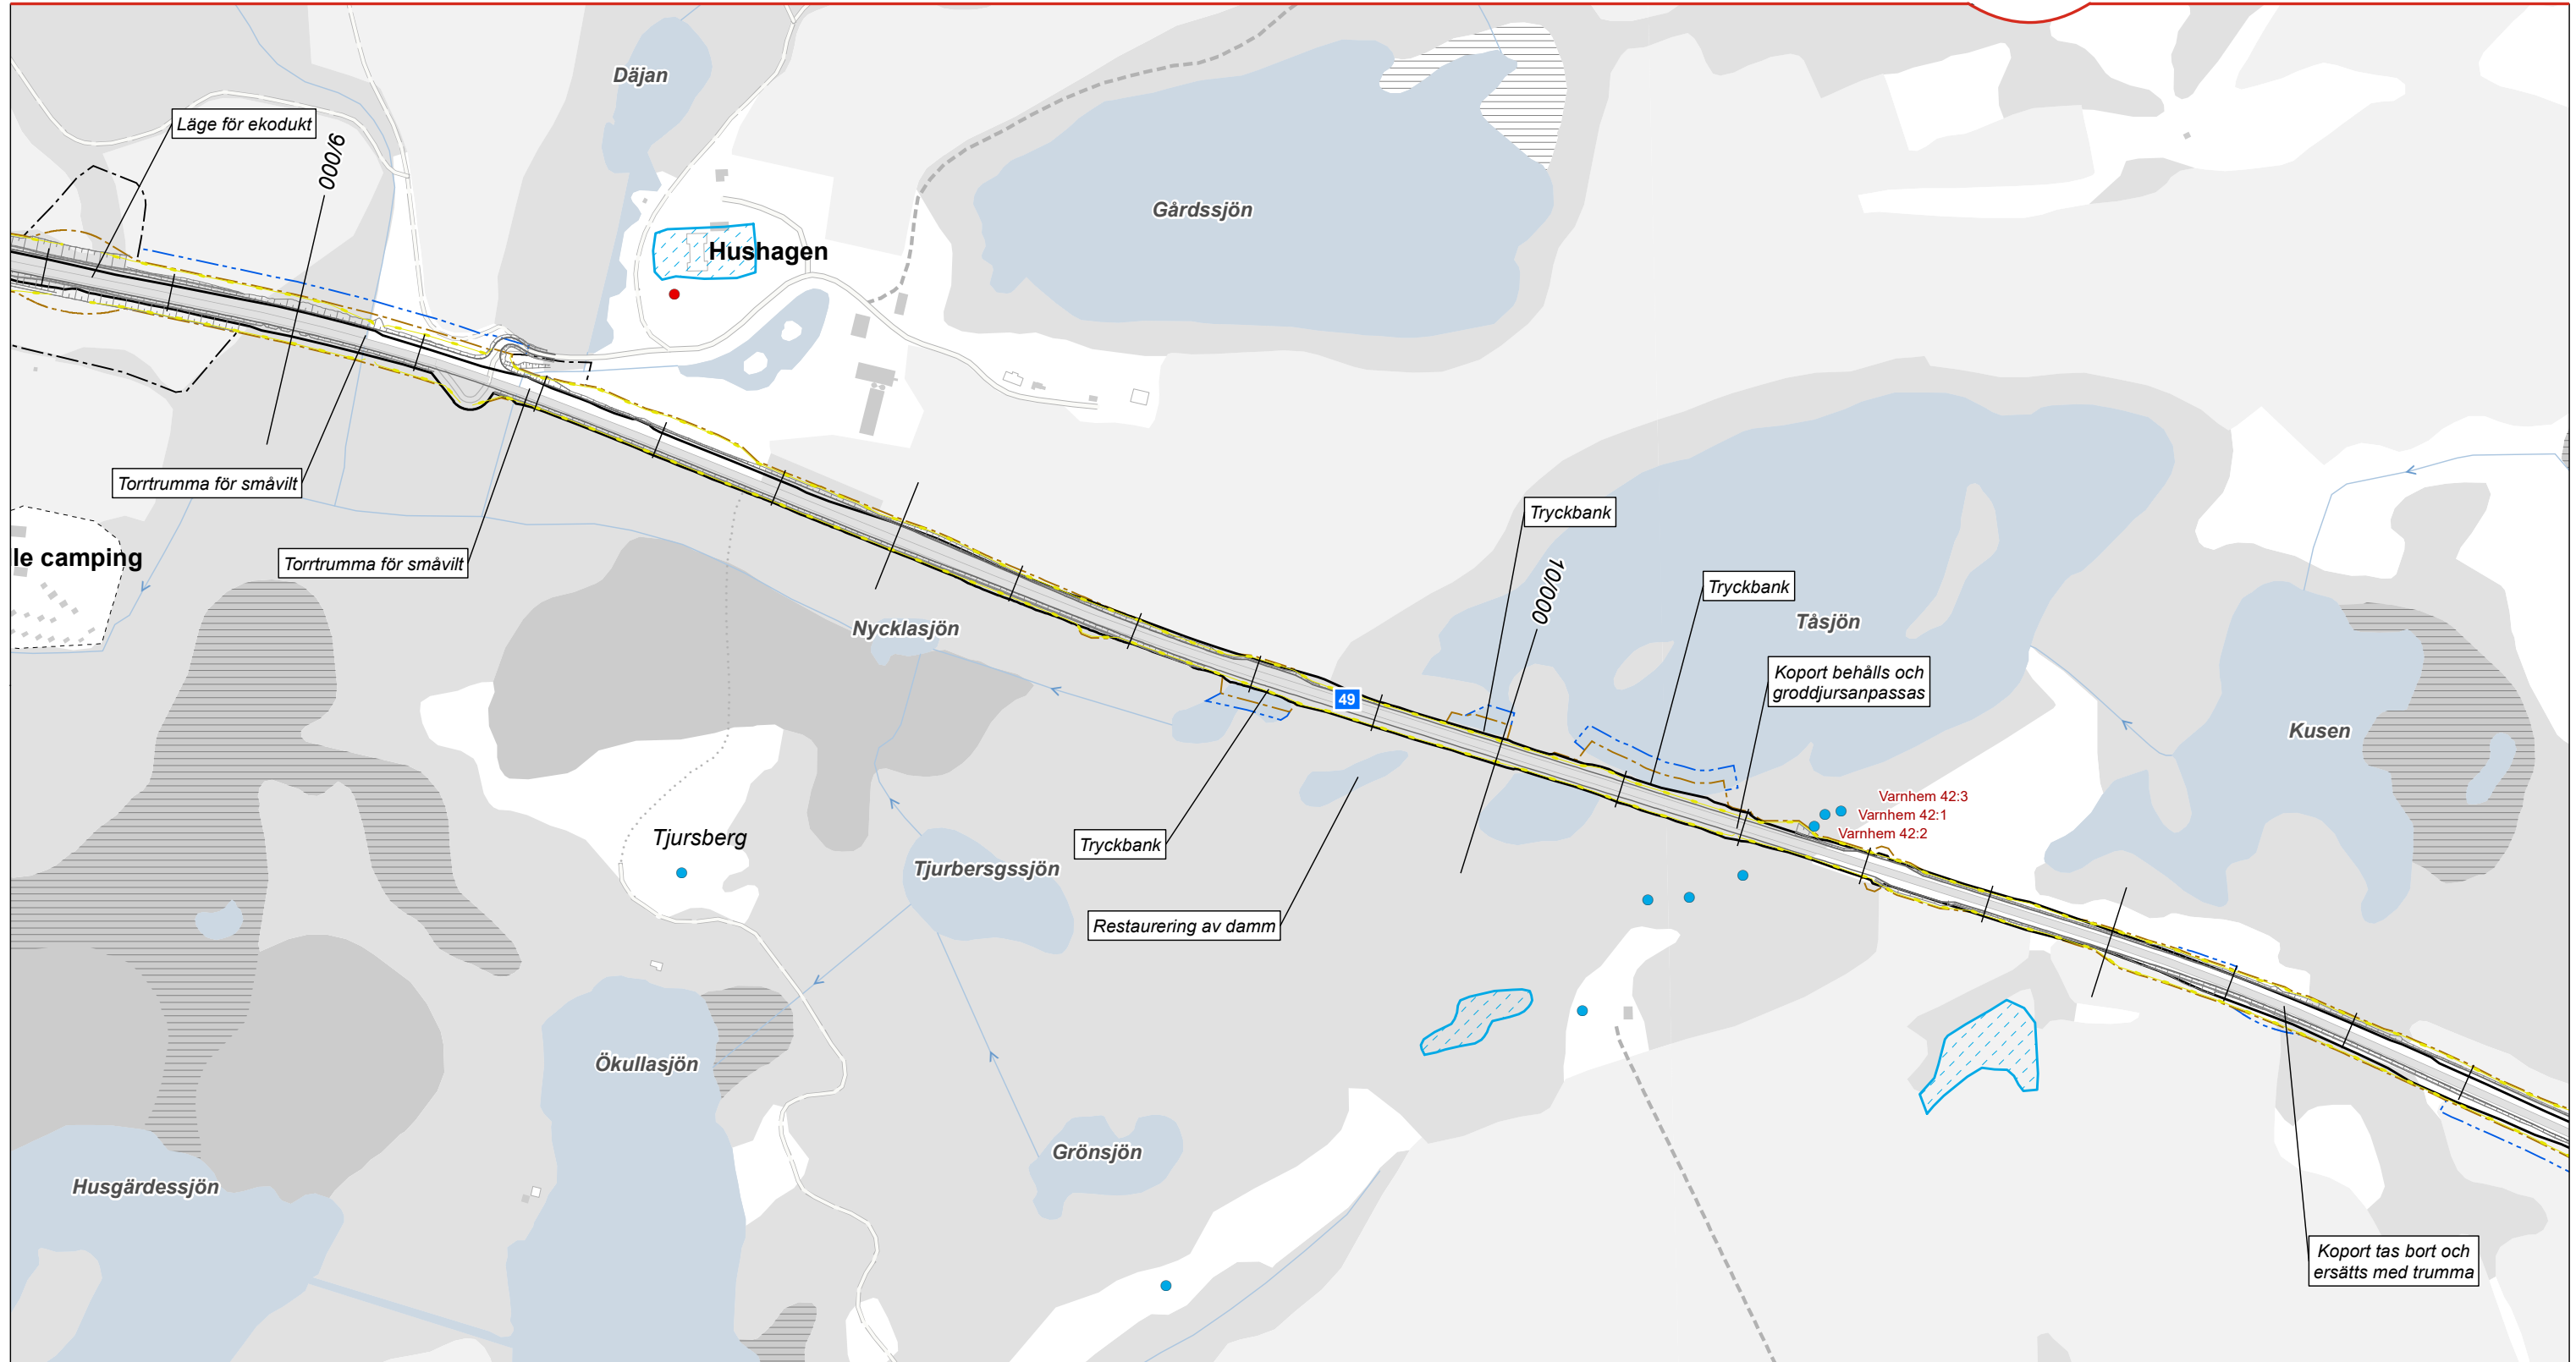 Däjan
Läge för ekodukt
9/000
Gårdssjön
Hushagen
Torrtrumma för småvilt
Tryckbank
le camping
Torrtrumma för småvilt
10/000
Tryckbank
Nycklasjön
Tåsjön
Koport behålls och
groddjursanpassas
49
Kusen
Varnhem 42:3
Varnhem 42:1
Varnhem 42:2
Tjursberg
Tryckbank
Tjurbersgssjön
Restaurering av damm
Ökullasjön
Grönsjön
Husgärdessjön
Koport tas bort och
ersätts med trumma